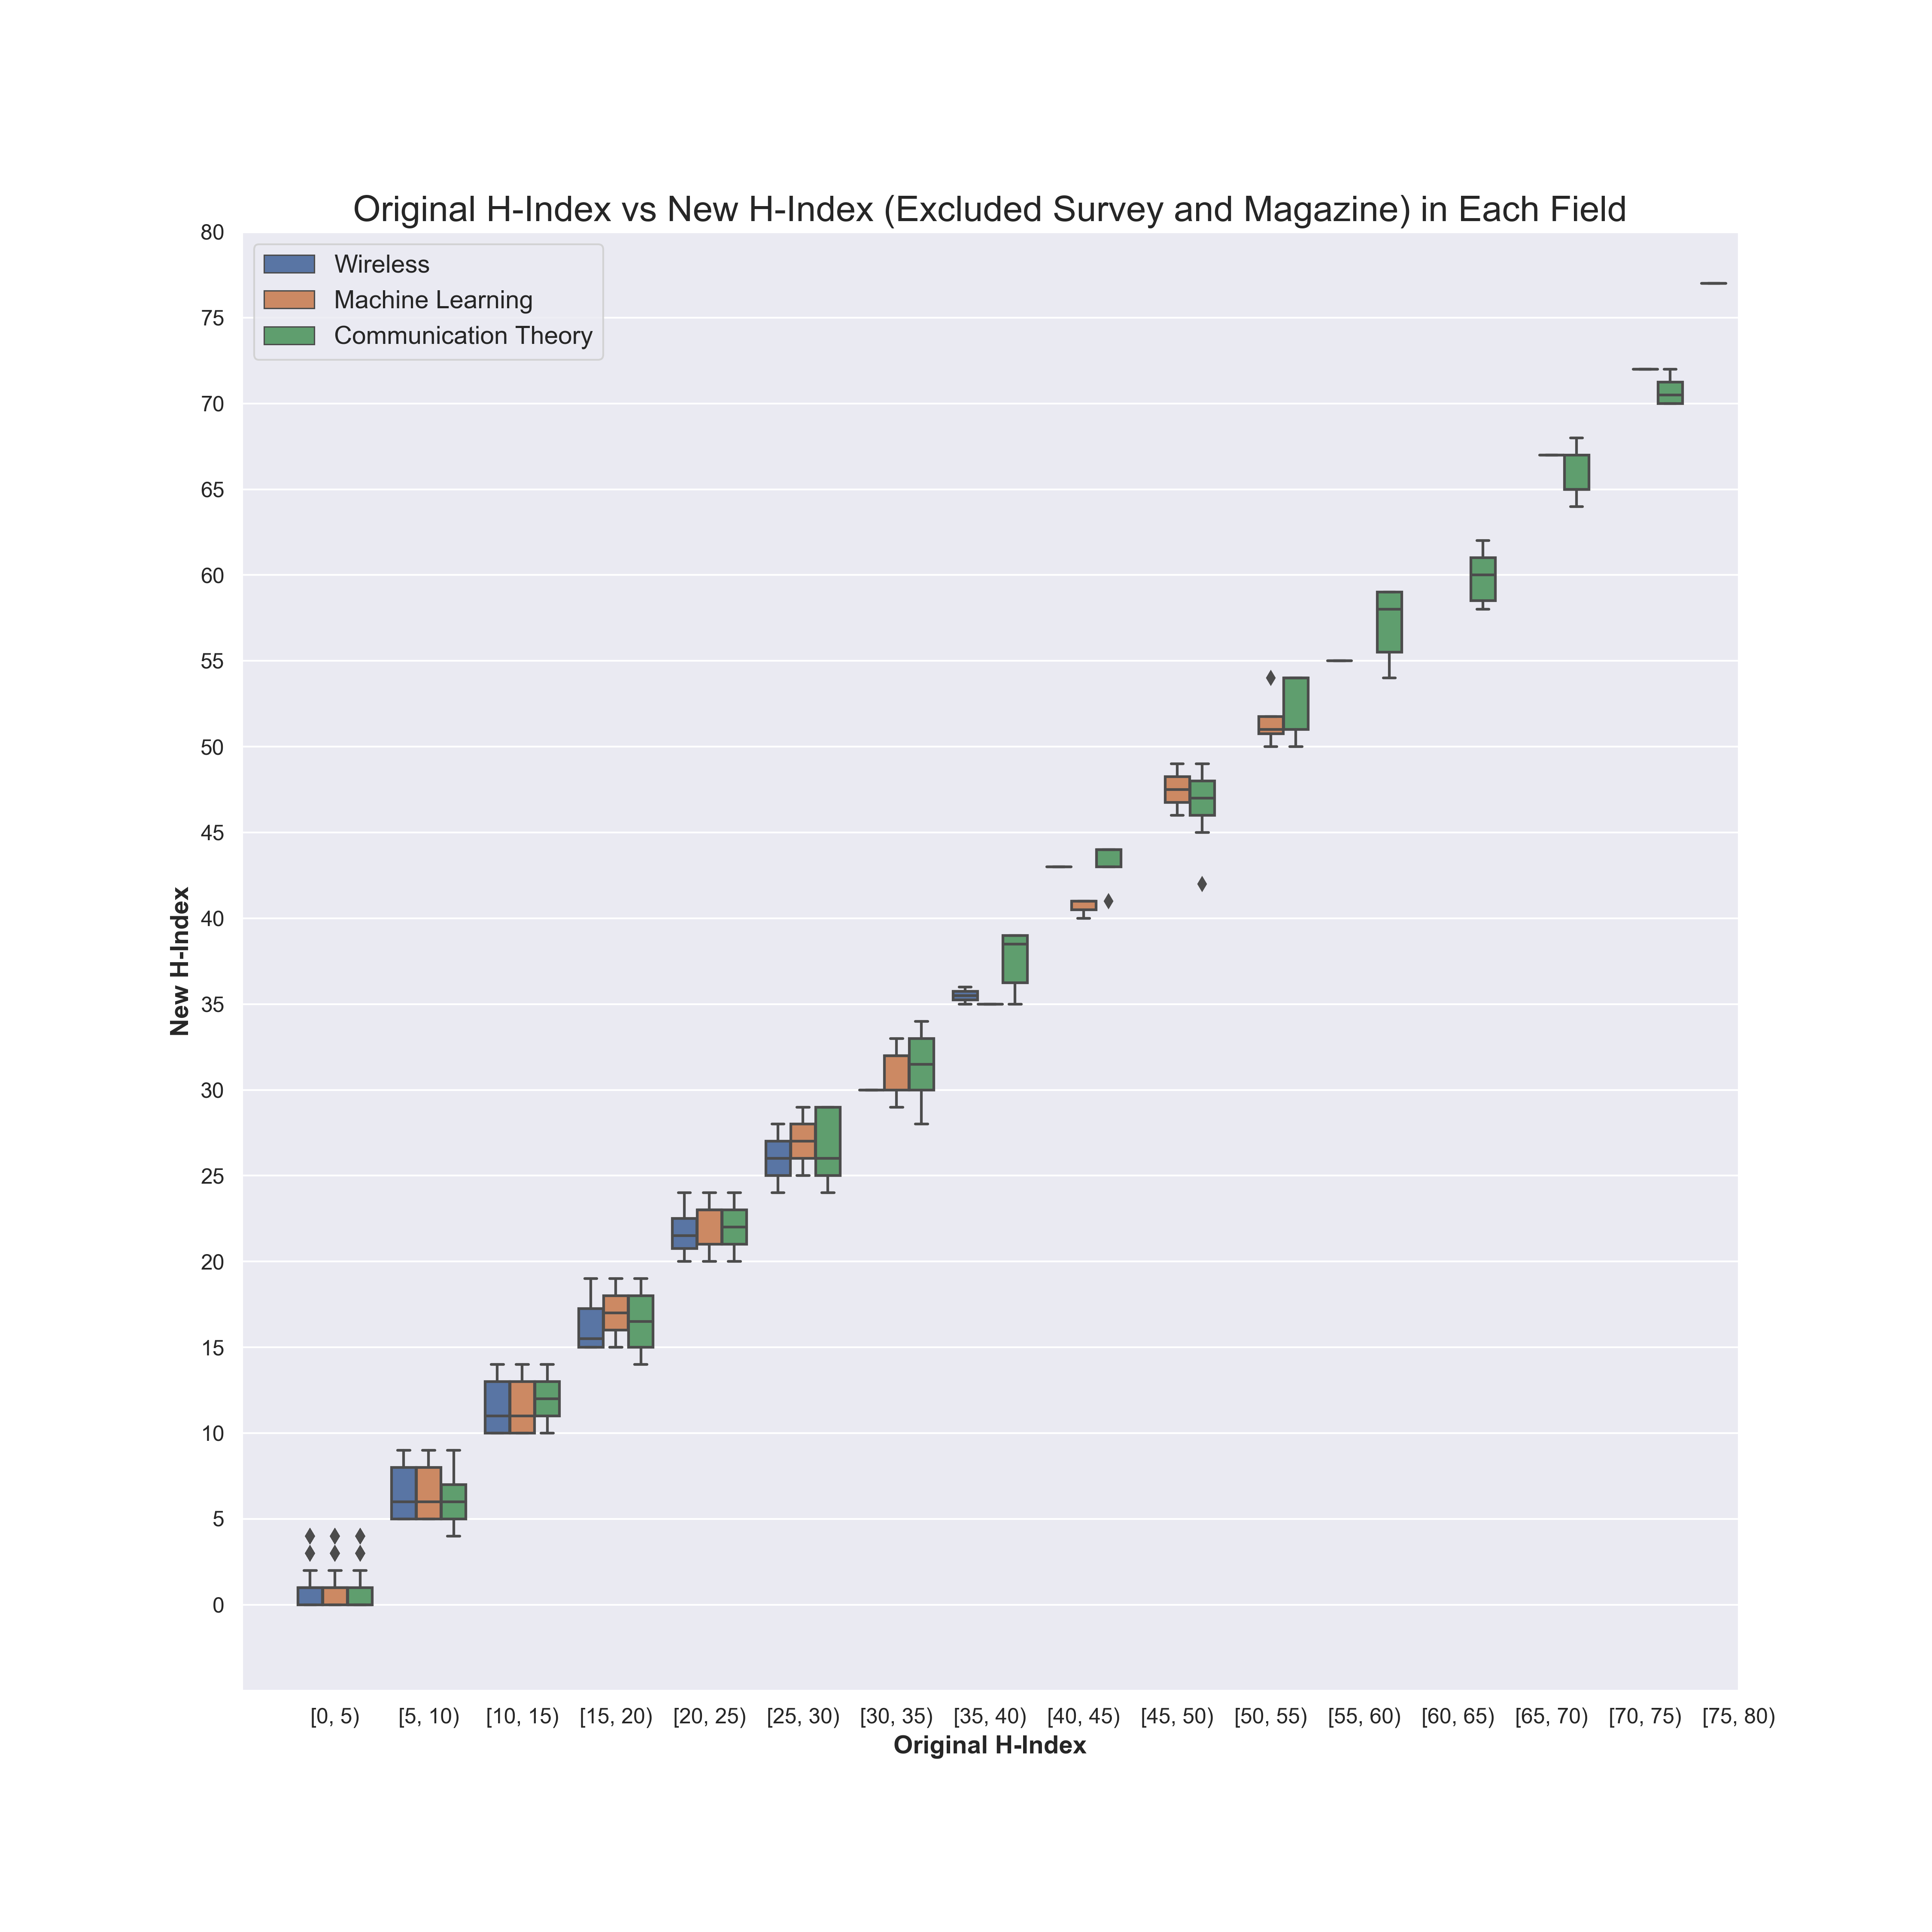 Original H-Index vs New H-Index (Excluded Survey and Magazine) in Each Field
80
75
70
65
60
55
50
45
40
35
30
25
20
15
10
5
0
New H-Index
Wireless
Machine Learning
Communication Theory
[0, 5) [5, 10) [10, 15) [15, 20) [20, 25) [25, 30) [30, 35) [35, 40) [40, 45) [45, 50) [50, 55) [55, 60) [60, 65) [65, 70) [70, 75) [75, 80)
Original H-Index